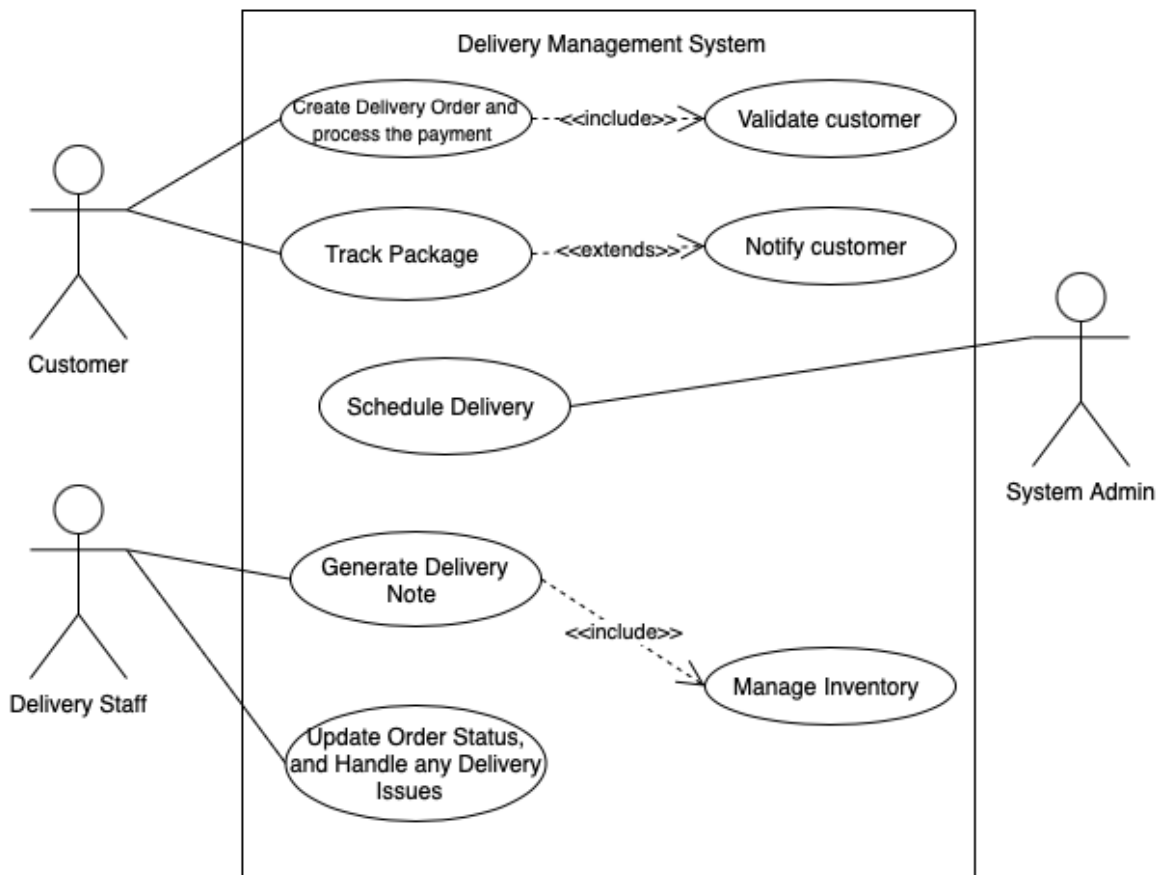 Delivery Management System
Create Delivery Order and
process the payment
<<include>>
Validate customer
Track Package
<<extends>>
Notify customer
Customer
Schedule Delivery
System Admin
Generate Delivery
Note
<<include>>
Manage Inventory
Delivery Staff
Update Order Status,
and Handle any Delivery
Issues